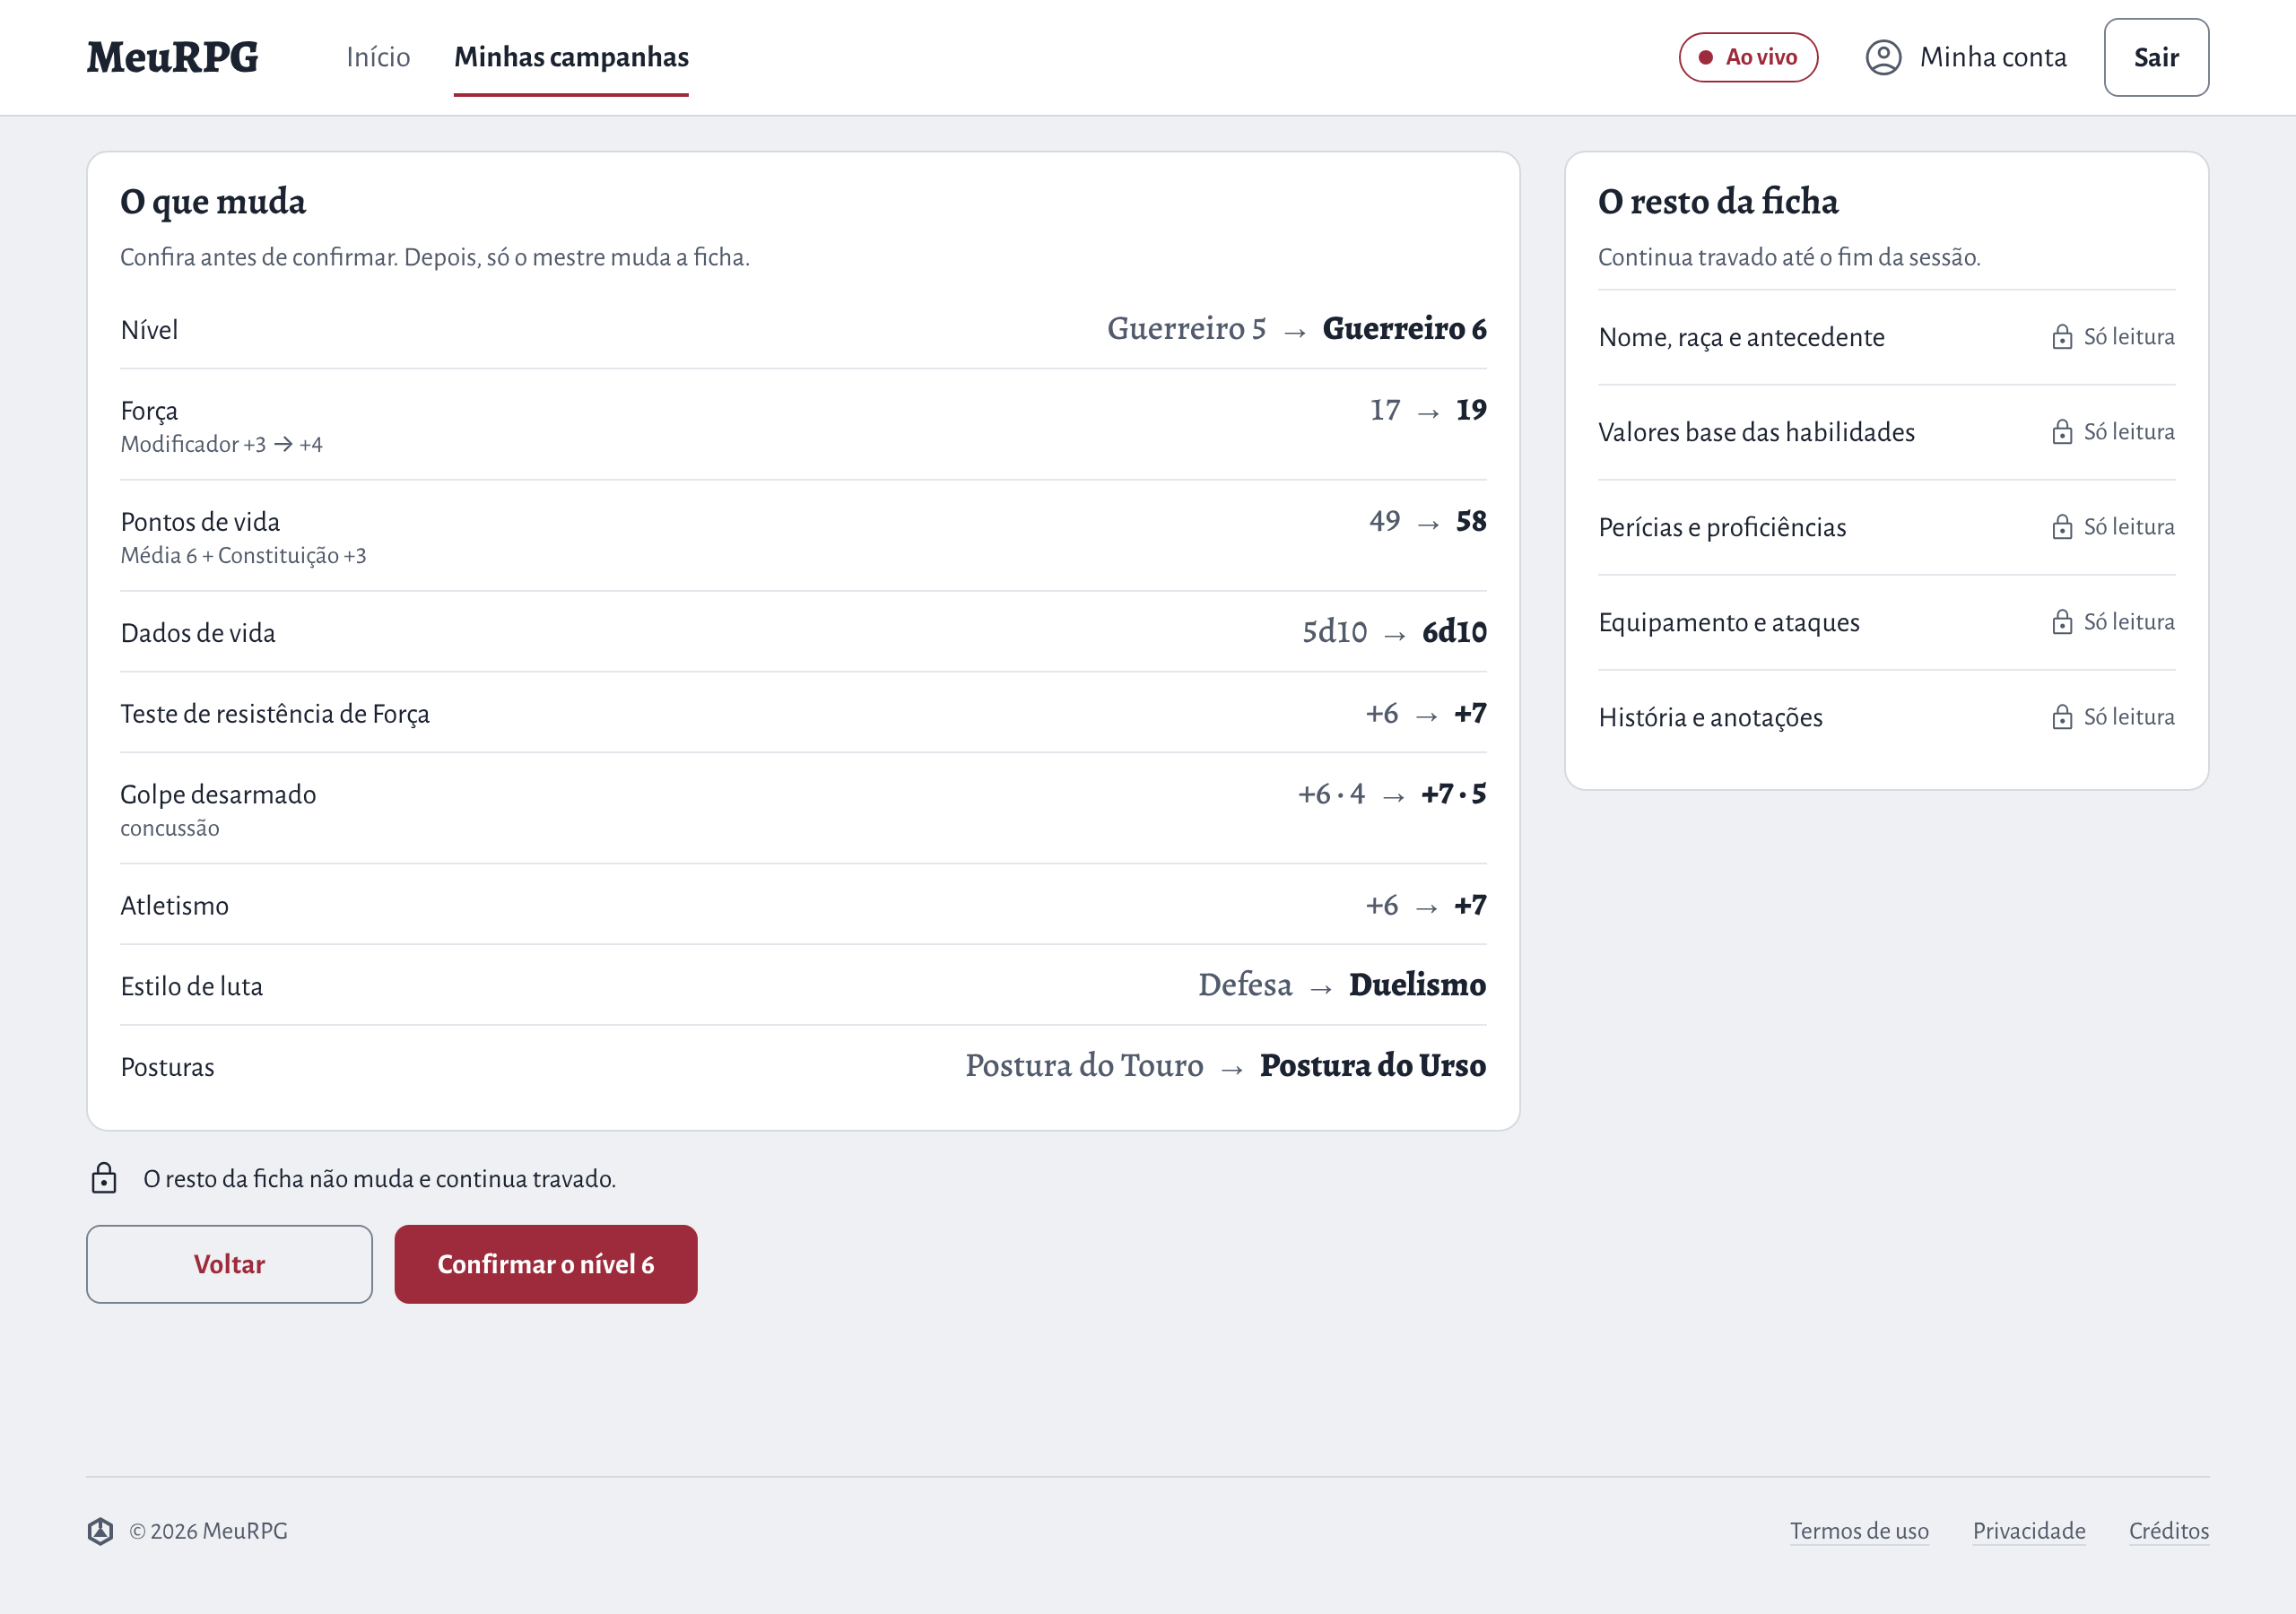 MeuRPG
Início
Minhas campanhas
Ao vivo
Minha conta
Sair
O que muda
Confira antes de confirmar. Depois, só o mestre muda a ficha.
Nível
Guerreiro 5 → Guerreiro 6
Força
17 → 19
Modificador +3 → +4
Pontos de vida
49 → 58
Média 6 + Constituição +3
Dados de vida
5d10 → 6d10
Teste de resistência de Força
+6 → +7
Golpe desarmado
+6 · 4 → +7 · 5
concussão
Atletismo
+6 → +7
Estilo de luta
Defesa → Duelismo
Posturas
Postura do Touro → Postura do Urso
O resto da ficha não muda e continua travado.
Voltar
Confirmar o nível 6
O resto da ficha
Continua travado até o fim da sessão.
Nome, raça e antecedente
Só leitura
Valores base das habilidades
Só leitura
Perícias e proficiências
Só leitura
Equipamento e ataques
Só leitura
História e anotações
Só leitura
© 2026 MeuRPG
Termos de uso
Privacidade
Créditos